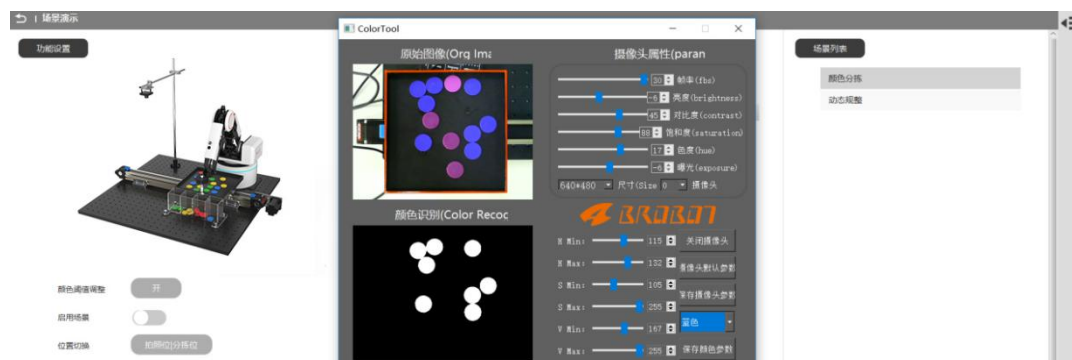 场景演示
功能设置
颜色阈值调整 开
启用场景
位置切换 拍照位|分拣位
ColorTool
原始图像(Org Ima
摄像头属性(paran
30 帧率(fbs)
-6 亮度(brightness)
45 对比度(contrast)
88 饱和度(saturation)
17 色度(hue)
-6 曝光(exposure)
640*480 尺寸(Size 0 摄像头
颜色识别(Color Recoc
BROBOT
H Min: 115 关闭摄像头
H Max: 132 摄像头默认参数
S Min: 105 保存摄像头参数
S Max: 255 蓝色
V Min: 167
V Max: 255 保存颜色参数
场景列表
颜色分拣
动态规整